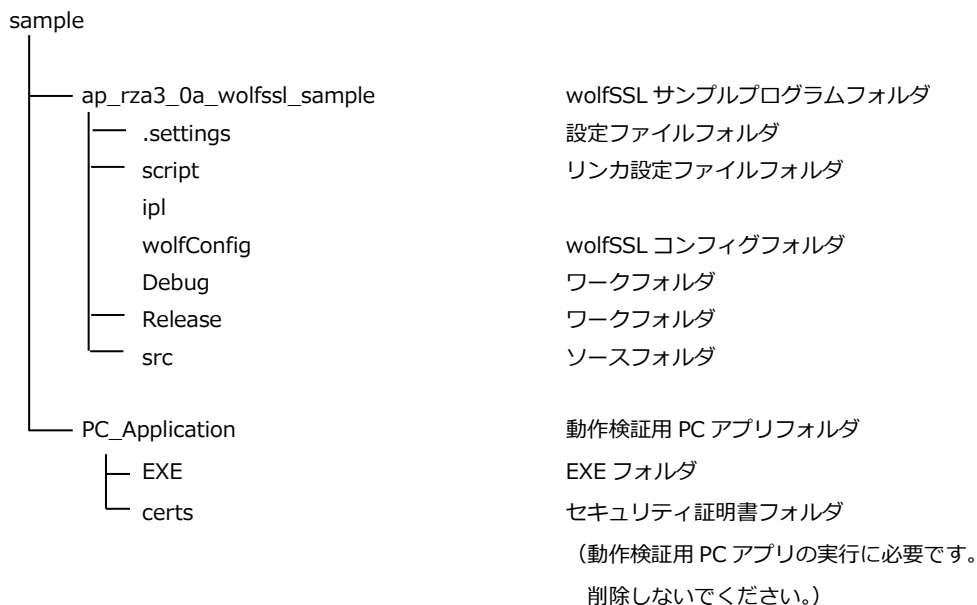 sample
ap_rza3_0a_wolfssl_sample wolfSSL サンプルプログラムフォルダ
.settings 設定ファイルフォルダ
script リンカ設定ファイルフォルダ
ipl
wolfConfig wolfSSL コンフィグフォルダ
Debug ワークフォルダ
Release ワークフォルダ
src ソースフォルダ
PC_Application 動作検証用 PC アプリフォルダ
EXE EXE フォルダ
certs セキュリティ証明書フォルダ
（動作検証用 PC アプリの実行に必要です。
削除しないでください。）